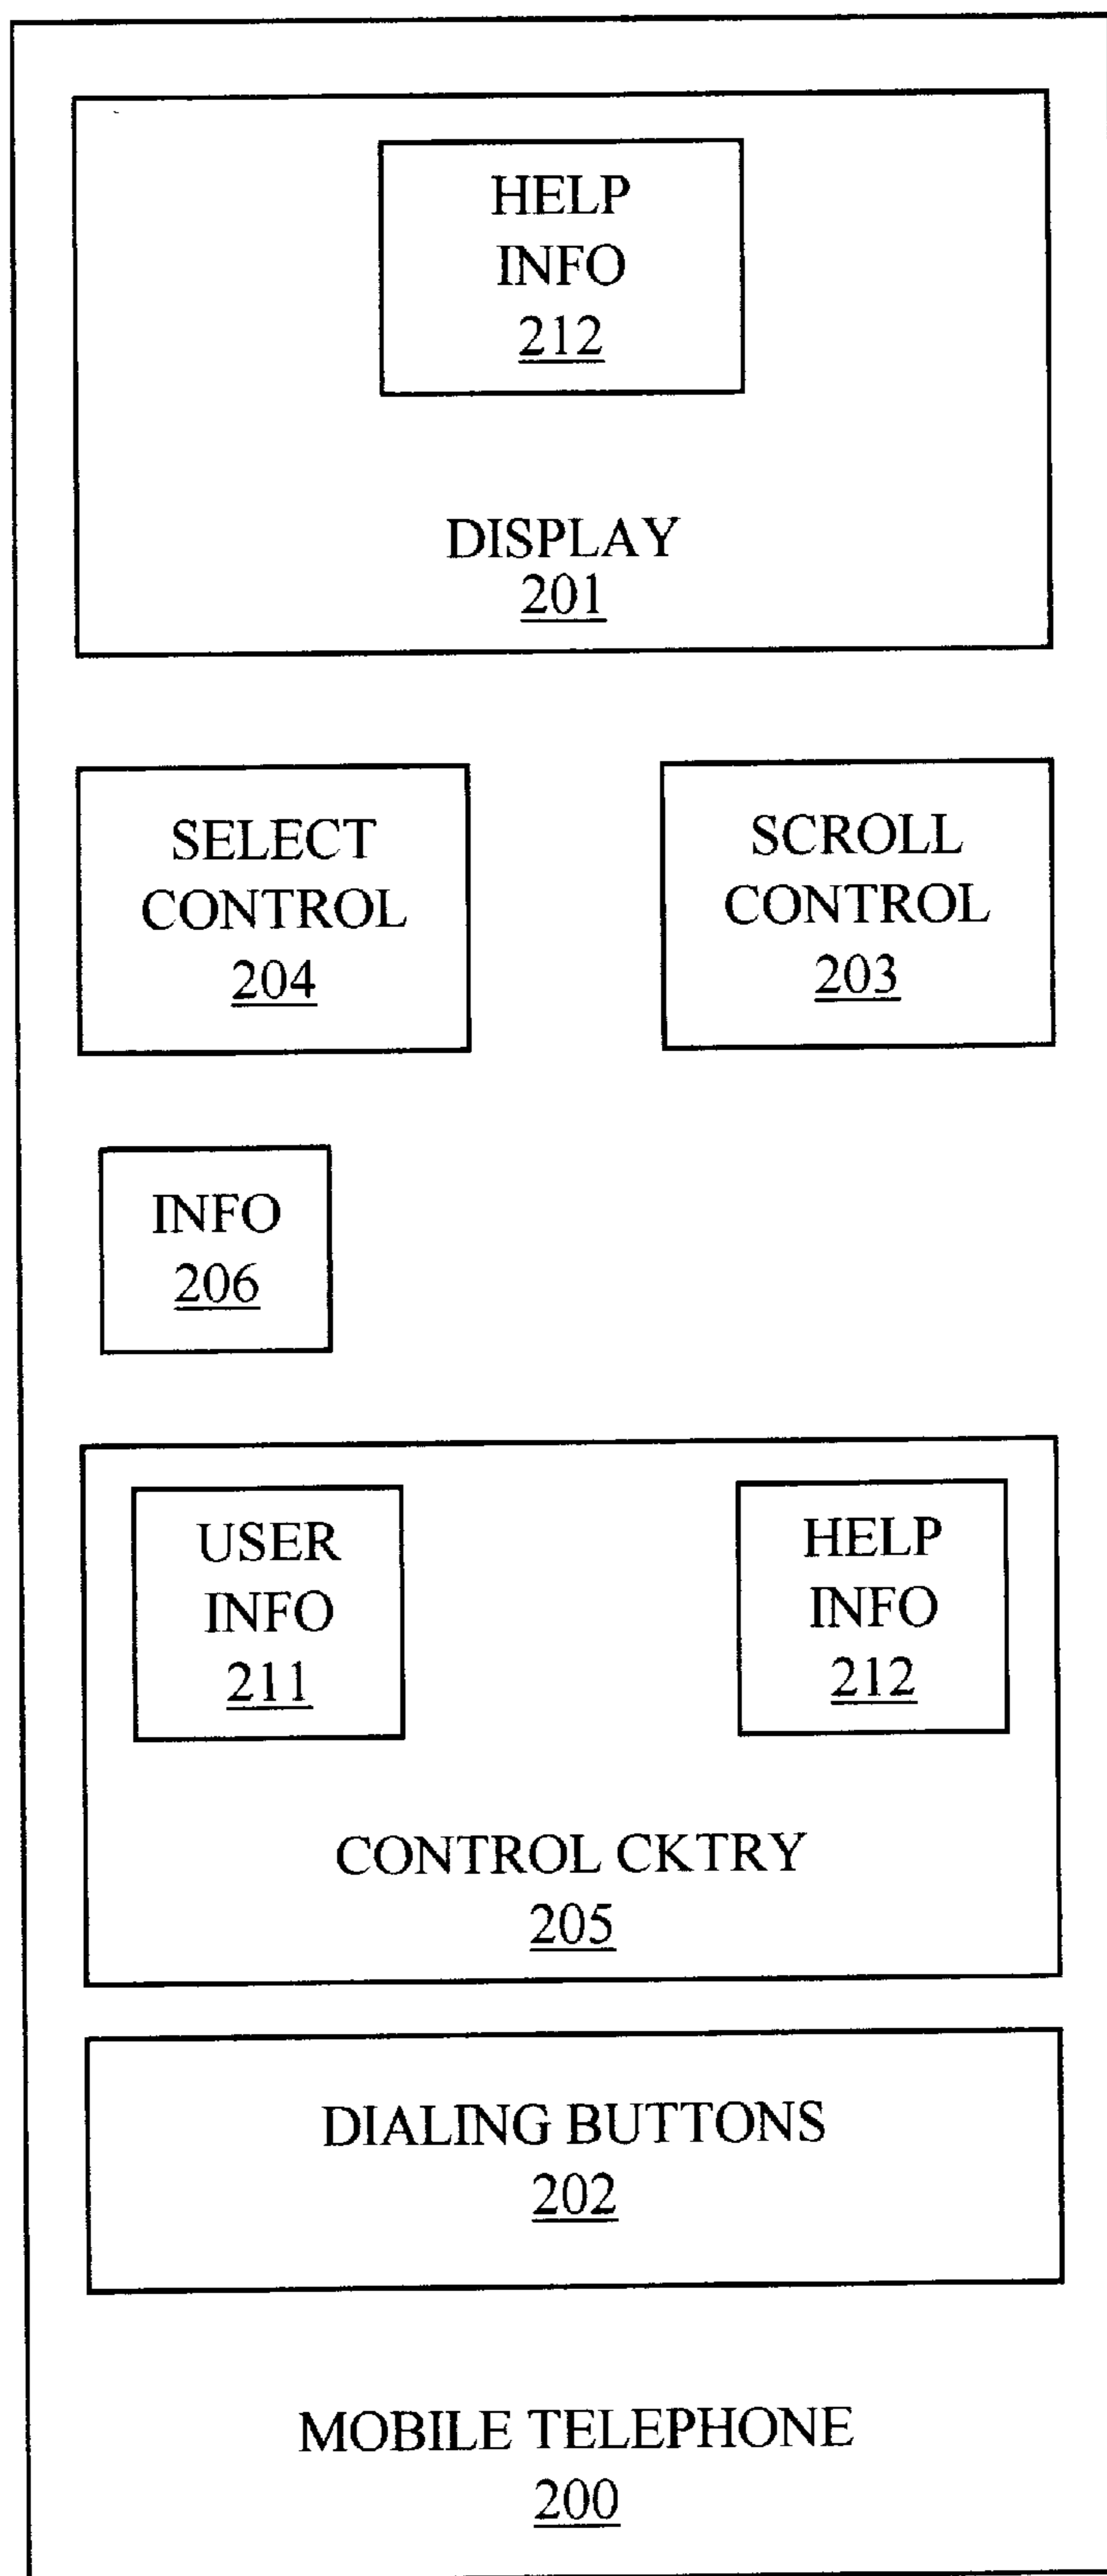 HELP
INFO
212
DISPLAY
201
SELECT
CONTROL
204
SCROLL
CONTROL
203
INFO
206
USER
INFO
211
HELP
INFO
212
CONTROL CKTRY
205
DIALING BUTTONS
202
MOBILE TELEPHONE
200